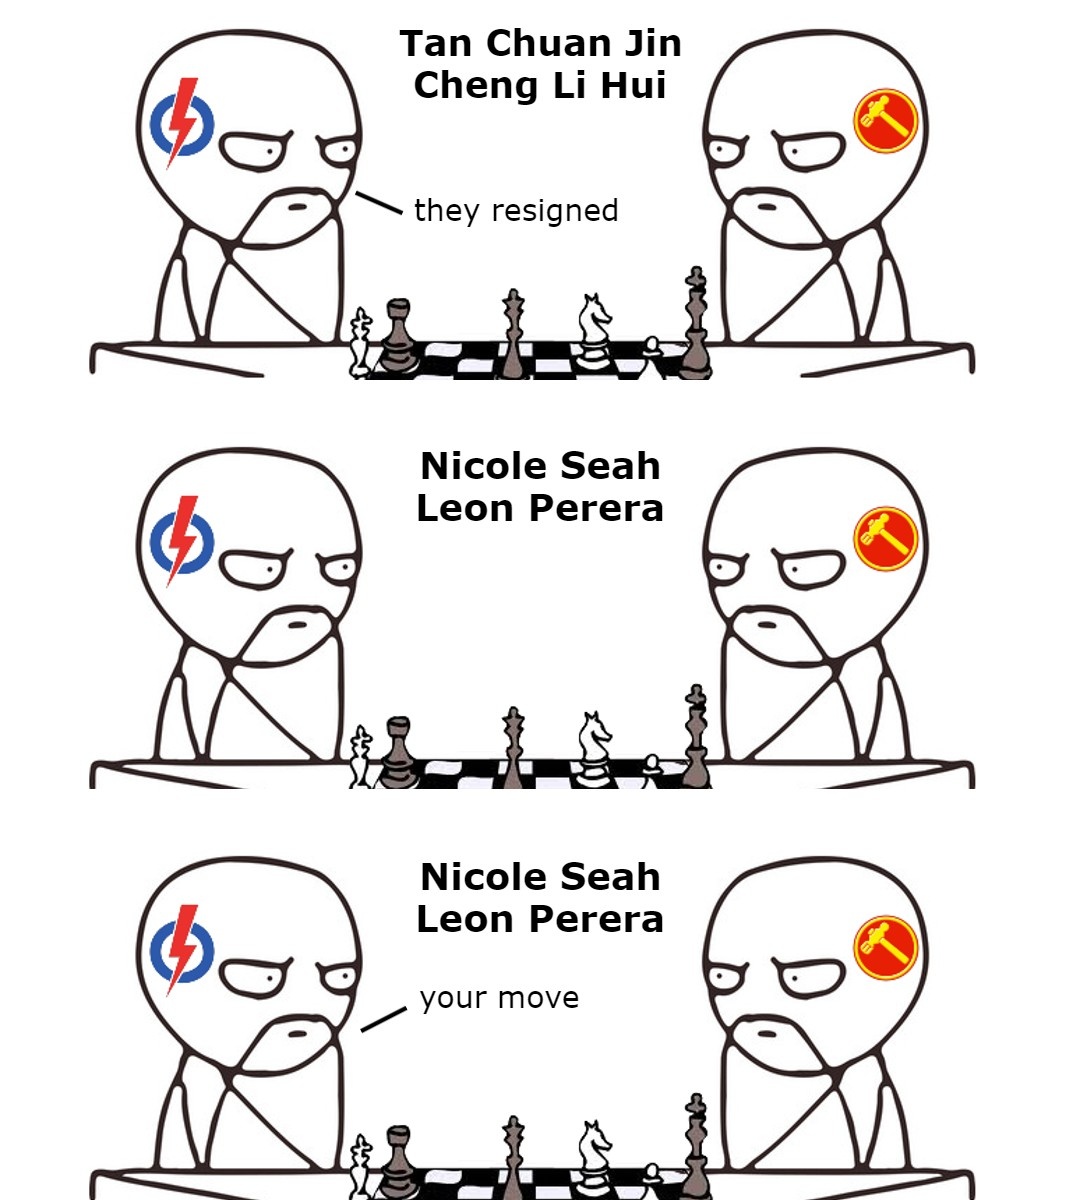 Tan Chuan Jin
Cheng Li Hui
they resigned
Nicole Seah
Leon Perera
Nicole Seah
Leon Perera
your move